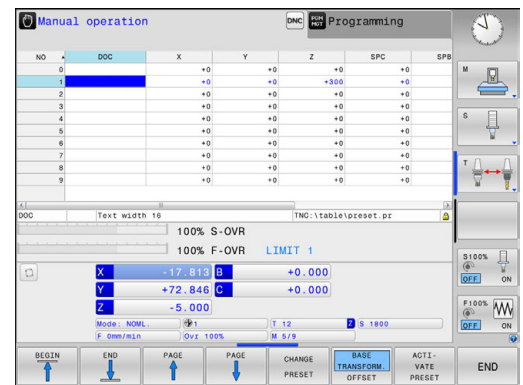 Manual operation
DNC PGM MGT Programming
NO DOC X Y Z SPC SPB
0 +0 +0 +0 +0
1 +0 +0 +300 +0
2 +0 +0 +0 +0
3 +0 +0 +0 +0
4 +0 +0 +0 +0
5 +0 +0 +0 +0
6 +0 +0 +0 +0
7 +0 +0 +0 +0
8 +0 +0 +0 +0
9 +0 +0 +0 +0
DOC Text width 16 TNC:\table\preset.pr
100% S-OVR
100% F-OVR LIMIT 1
X -17.813 B +0.000
Y +72.846 C +0.000
Z -5.000
Mode: NOML. 1 T 12 Z S 1800
F 0mm/min Ovr 100% M 5/9
M
S
T
S100%
OFF ON
F100%
OFF ON
BEGIN
END
PAGE
PAGE
CHANGE
PRESET
BASE
TRANSFORM.
OFFSET
ACTI-
VATE
PRESET
END